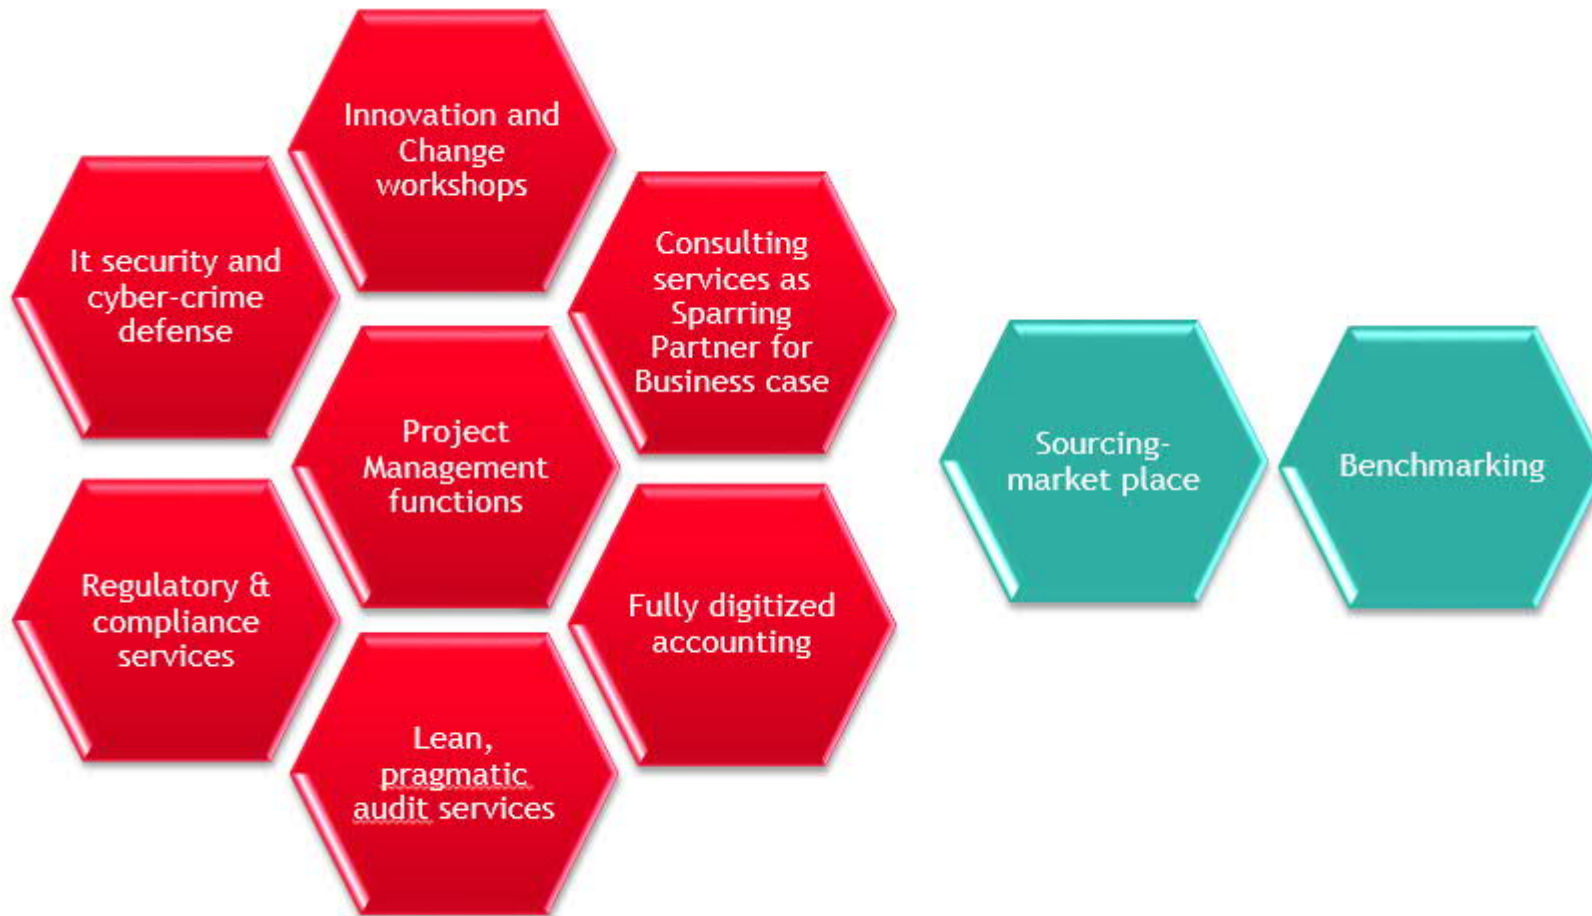 Innovation and
Change
workshops
It security and
cyber-crime
defense
Consulting
services as
Sparring
Partner for
Business case
Project
Management
functions
Sourcing-
market place
Benchmarking
Regulatory &
compliance
services
Fully digitized
accounting
Lean,
pragmatic
audit services